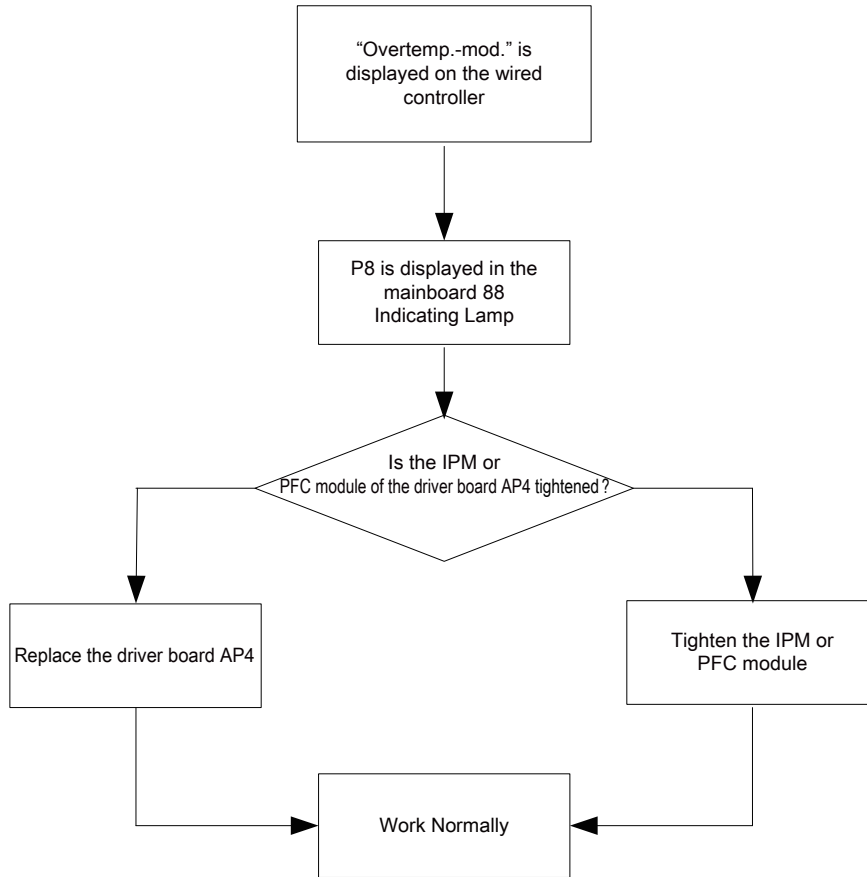 “Overtemp.-mod.” is
displayed on the wired
controller
P8 is displayed in the
mainboard 88
Indicating Lamp
Is the IPM or
PFC module of the driver board AP4 tightened？
Replace the driver board AP4
Tighten the IPM or
PFC module
Work Normally